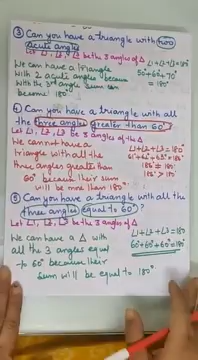 ③ Can you have a triangle with two
acute angles
Let ∠1, ∠2, ∠3 be the 3 angles of △
We can have a triangle
with 2 acute angles because
with the 3rd angle sum can
become 180°
∠1+∠2+∠3=180°
50°+60°+70°
= 180°
④ Can you have a triangle with all
the three angles greater than 60°?
Let ∠1, ∠2, ∠3 be 3 angles of the △
We cannot have a
triangle with all the
three angles greater than
60° because their sum
will be more than 180°
∠1+∠2+∠3=180°
= 180°
186° > 180°
⑤ Can you have a triangle with all the
three angles equal to 60°?
Let ∠1, ∠2, ∠3 be the 3 angles of △
We can have a △ with
all the 3 angles equal
to 60° because their
sum will be equal to 180°
∠1+∠2+∠3=180
60°+60°+60°=180°